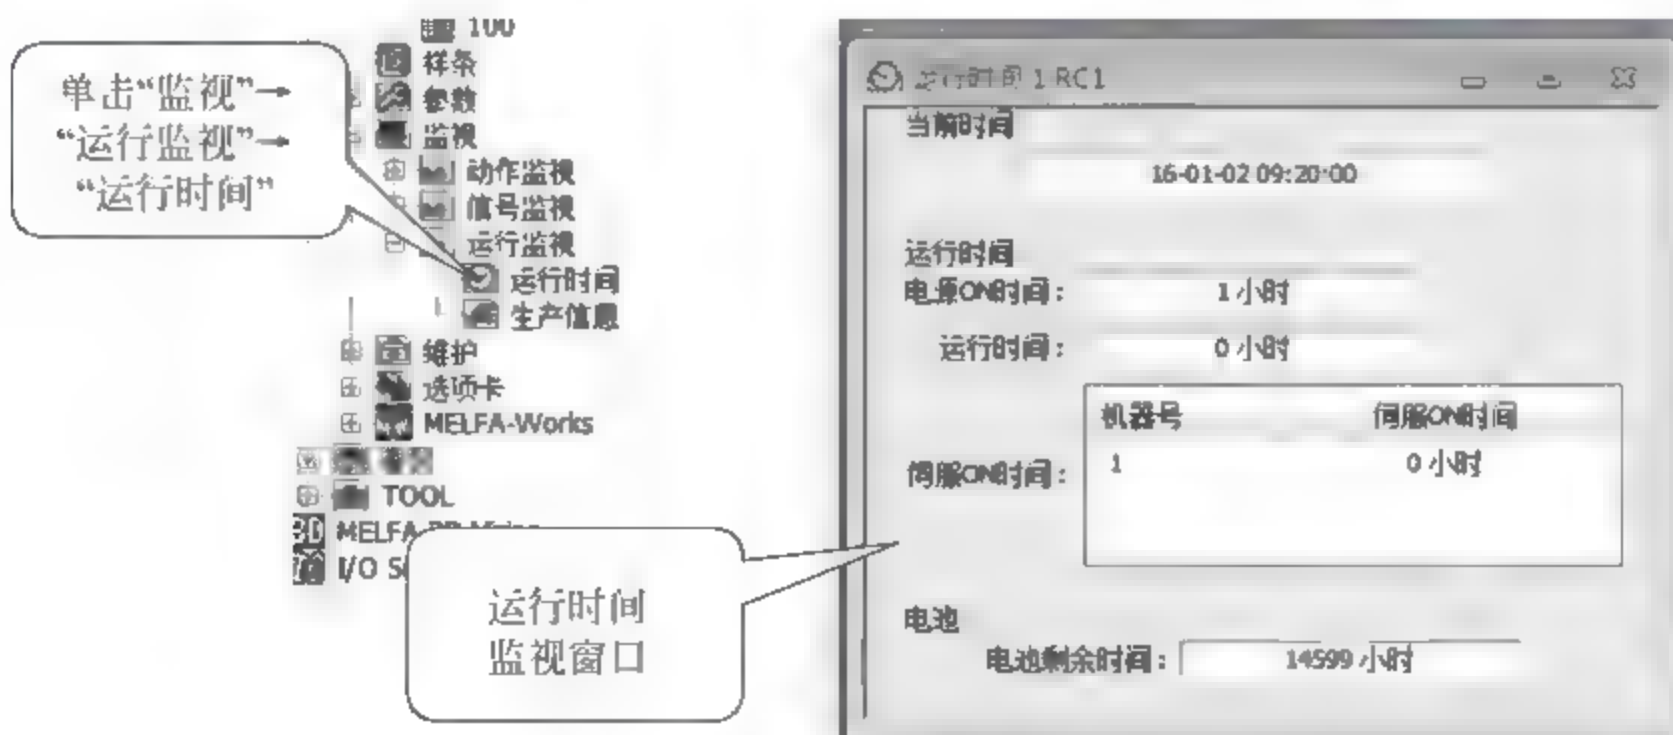 单击“监视”→
“运行监视”→
“运行时间”
100
样条
参数
监视
动作监视
信号监视
运行监视
运行时间
生产信息
维护
选项卡
MELFA-Works
TOOL
MELFA
I/O S
运行时间
监视窗口
运行时间 1:RC1
当前时间
16-01-02 09:20:00
运行时间
电源ON时间： 1 小时
运行时间： 0 小时
机器号 伺服ON时间
伺服ON时间： 1 0 小时
电池
电池剩余时间： 14599 小时